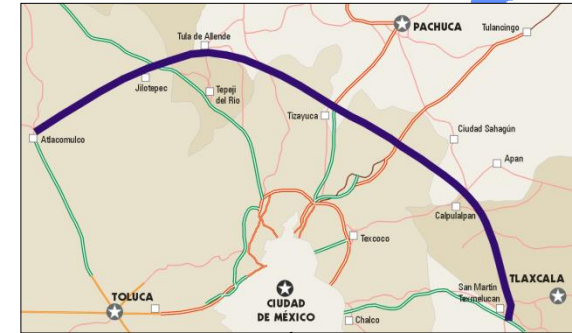 PACHUCA
Tulancingo
Tula de Allende
Jilotepec
Tepeji
del Río
Tizayuca
Atlacomulco
Ciudad Sahagún
Apan
Calpulalpan
Texcoco
TOLUCA
CIUDAD
DE MÉXICO
Chalco
San Martín
Texmelucan
TLAXCALA